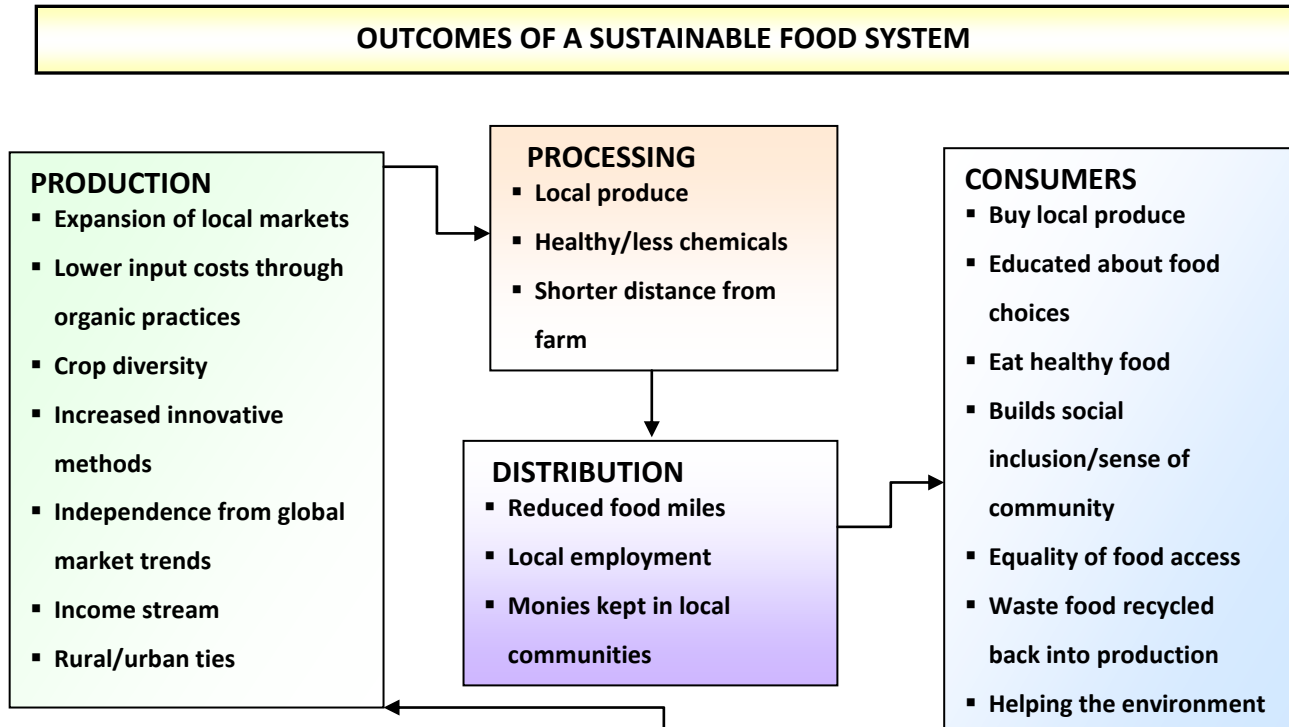 OUTCOMES OF A SUSTAINABLE FOOD SYSTEM
PRODUCTION
▪ Expansion of local markets
▪ Lower input costs through
organic practices
▪ Crop diversity
▪ Increased innovative
methods
▪ Independence from global
market trends
▪ Income stream
▪ Rural/urban ties
PROCESSING
▪ Local produce
▪ Healthy/less chemicals
▪ Shorter distance from
farm
DISTRIBUTION
▪ Reduced food miles
▪ Local employment
▪ Monies kept in local
communities
CONSUMERS
▪ Buy local produce
▪ Educated about food
choices
▪ Eat healthy food
▪ Builds social
inclusion/sense of
community
▪ Equality of food access
▪ Waste food recycled
back into production
▪ Helping the environment